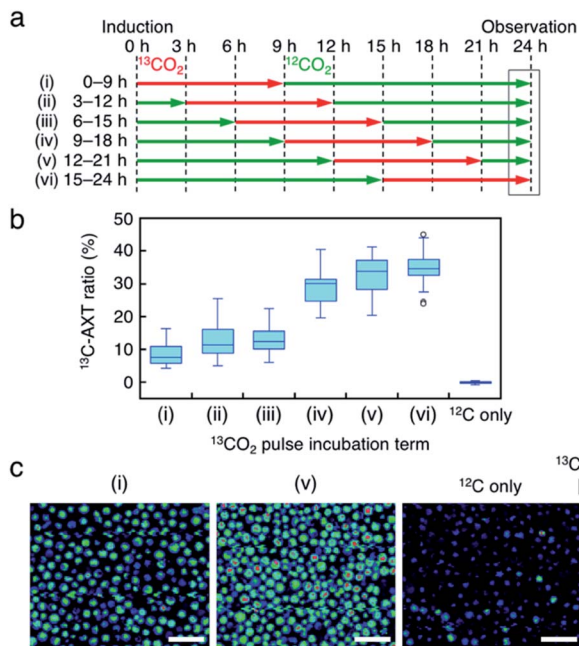 a
Induction Observation
0 h 3 h 6 h 9 h 12 h 15 h 18 h 21 h 24 h
¹³CO₂ ¹²CO₂
(i) 0–9 h
(ii) 3–12 h
(iii) 6–15 h
(iv) 9–18 h
(v) 12–21 h
(vi) 15–24 h
b
¹³C-AXT ratio (%)
50
40
30
20
10
0
(i) (ii) (iii) (iv) (v) (vi) ¹²C only
¹³CO₂ pulse incubation term
c
(i) (v) ¹²C only ¹³C